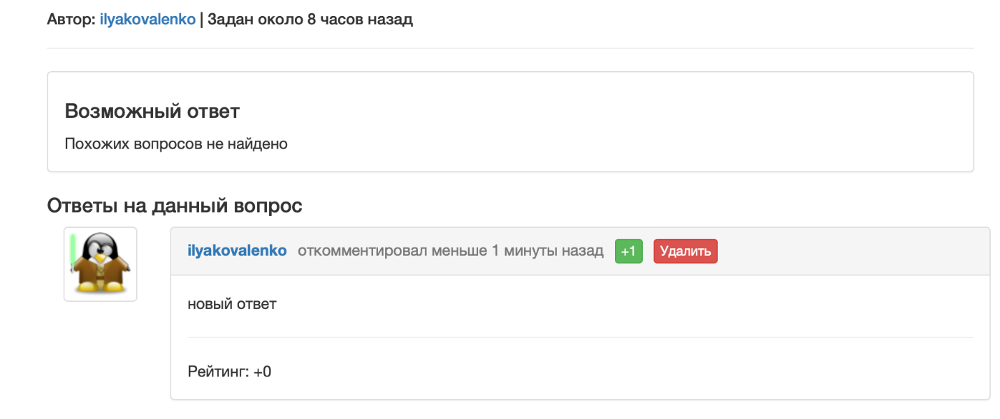 Автор: ilyakovalenko | Задан около 8 часов назад
Возможный ответ
Похожих вопросов не найдено
Ответы на данный вопрос
ilyakovalenko откомментировал меньше 1 минуты назад +1 Удалить
новый ответ
Рейтинг: +0